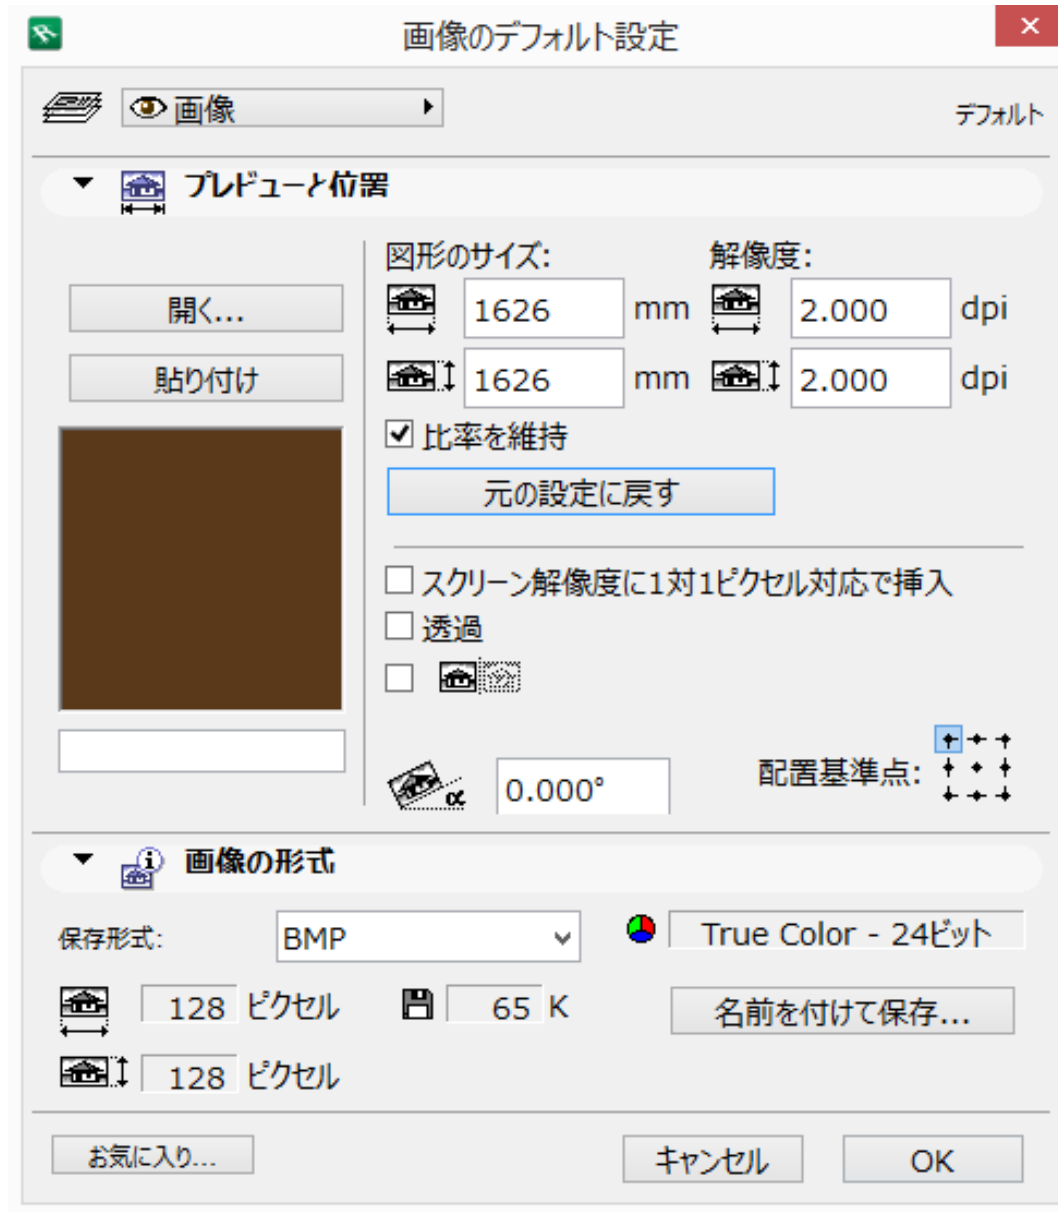 画像のデフォルト設定
画像
デフォルト
プレビューと位置
図形のサイズ: 解像度:
開く...
1626 mm 2.000 dpi
貼り付け
1626 mm 2.000 dpi
比率を維持
元の設定に戻す
スクリーン解像度に1対1ピクセル対応で挿入
透過
配置基準点:
α 0.000°
画像の形式
保存形式: BMP True Color - 24ビット
128 ピクセル 65 K 名前を付けて保存...
128 ピクセル
お気に入り... キャンセル OK